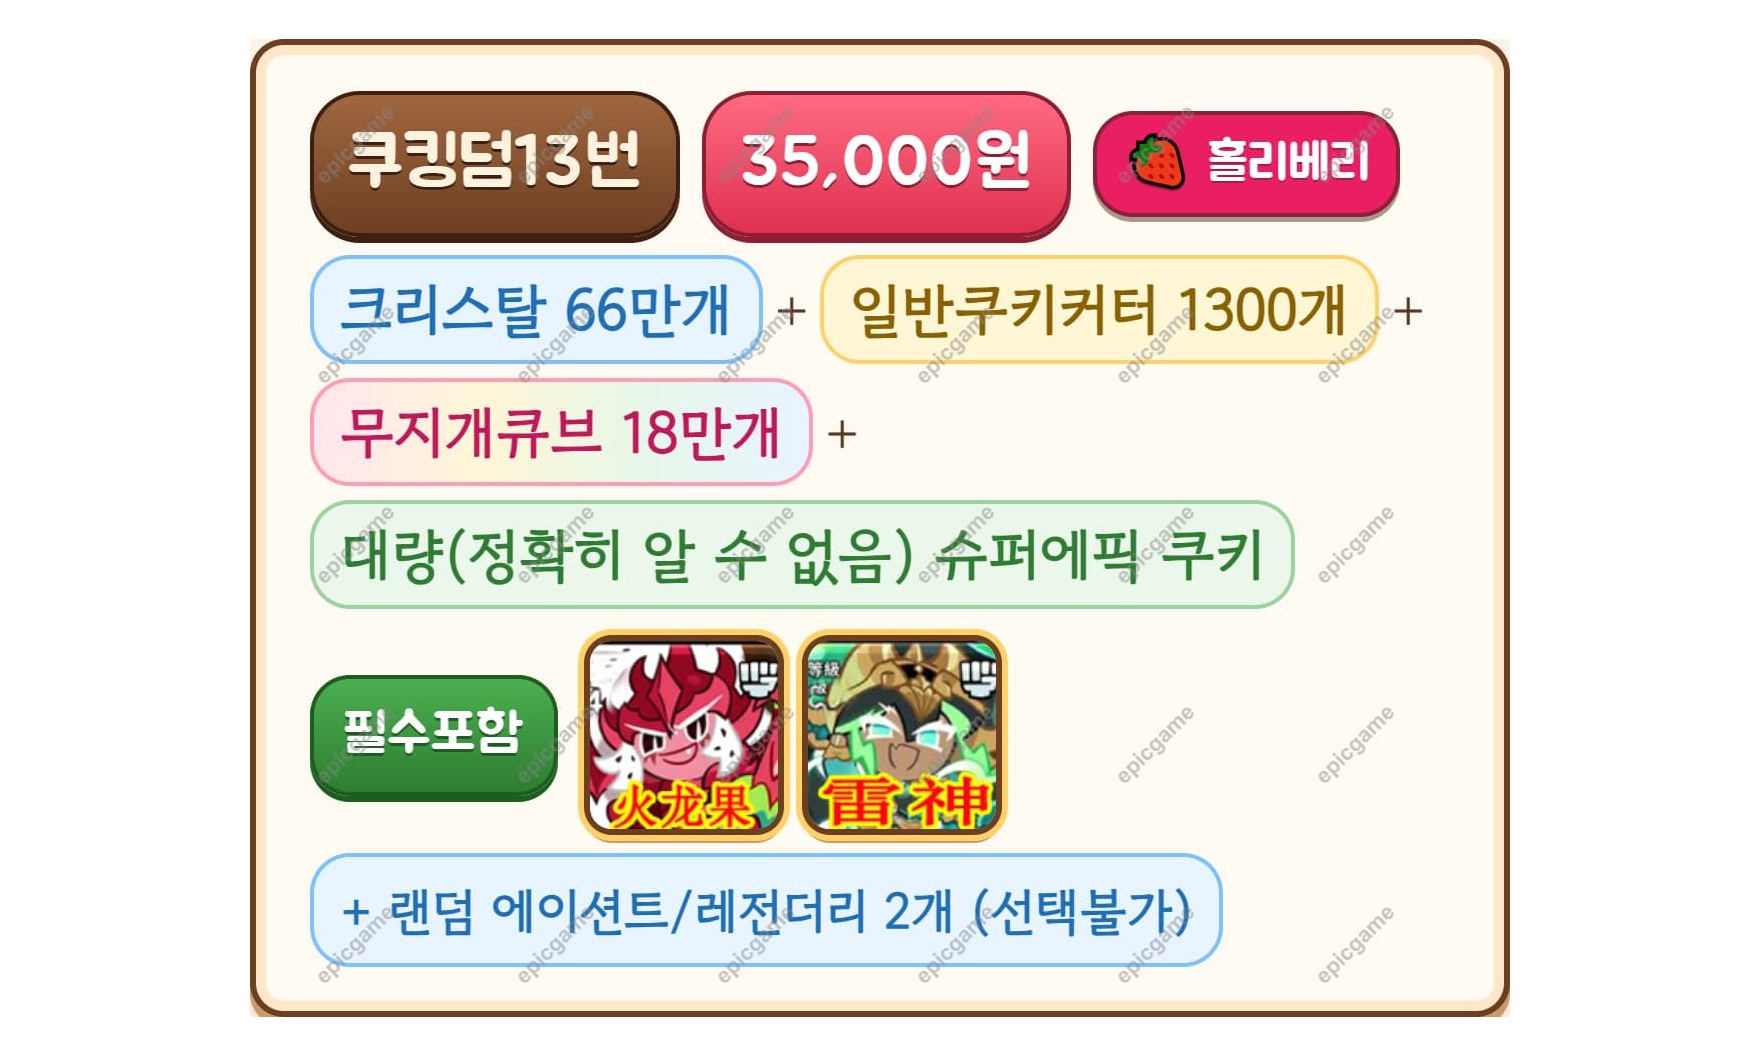 쿠킹덤13번 35,000원 홀리베리
크리스탈 66만개 + 일반쿠키커터 1300개 +
무지개큐브 18만개 +
대량(정확히 알 수 없음) 슈퍼에픽 쿠키
필수포함 火龙果 等級 雷神
+ 랜덤 에이션트/레전더리 2개 (선택불가)
epicgame